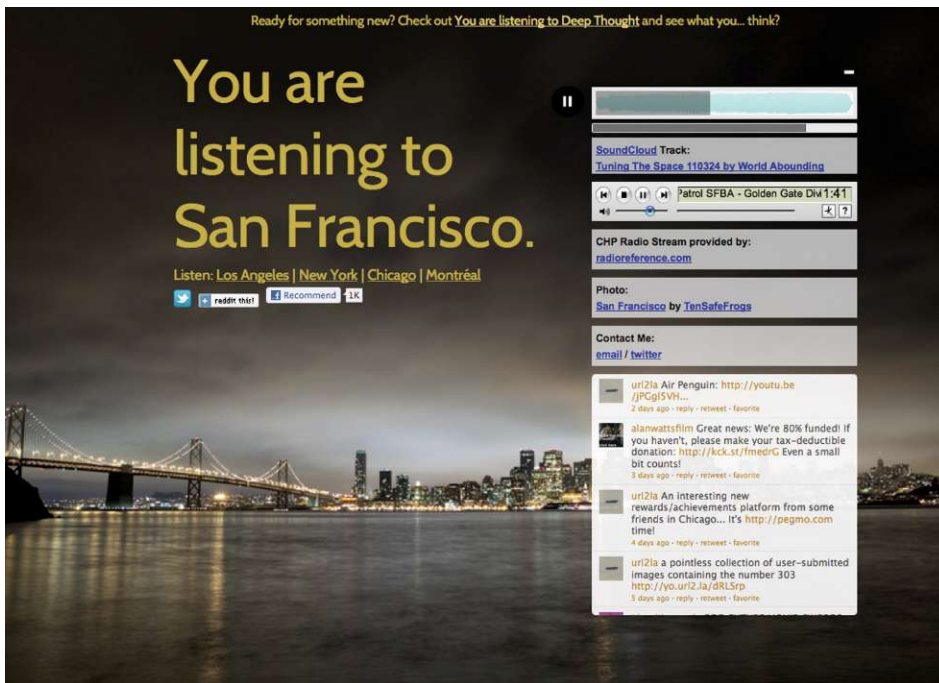 Ready for something new? Check out You are listening to Deep Thought and see what you... think?
You are
listening to
San Francisco.
Listen: Los Angeles | New York | Chicago | Montréal
reddit this!
Recommend
1K
SoundCloud Track:
Tuning The Space 110324 by World Abounding
Patrol SFBA - Golden Gate Divi 1:41
?
CHP Radio Stream provided by:
radioreference.com
Photo:
San Francisco by TenSafeFrogs
Contact Me:
email / twitter
url2la Air Penguin: http://youtu.be
/jPGgISVH...
2 days ago · reply · retweet · favorite
alanwattsfilm Great news: We're 80% funded! If
you haven't, please make your tax-deductible
donation: http://kck.st/fmedrG Even a small
bit counts!
3 days ago · reply · retweet · favorite
url2la An interesting new
rewards/achievements platform from some
friends in Chicago... It's http://pegmo.com
time!
4 days ago · reply · retweet · favorite
url2la a pointless collection of user-submitted
images containing the number 303
http://yo.url2.la/dRLSrp
5 days ago · reply · retweet · favorite